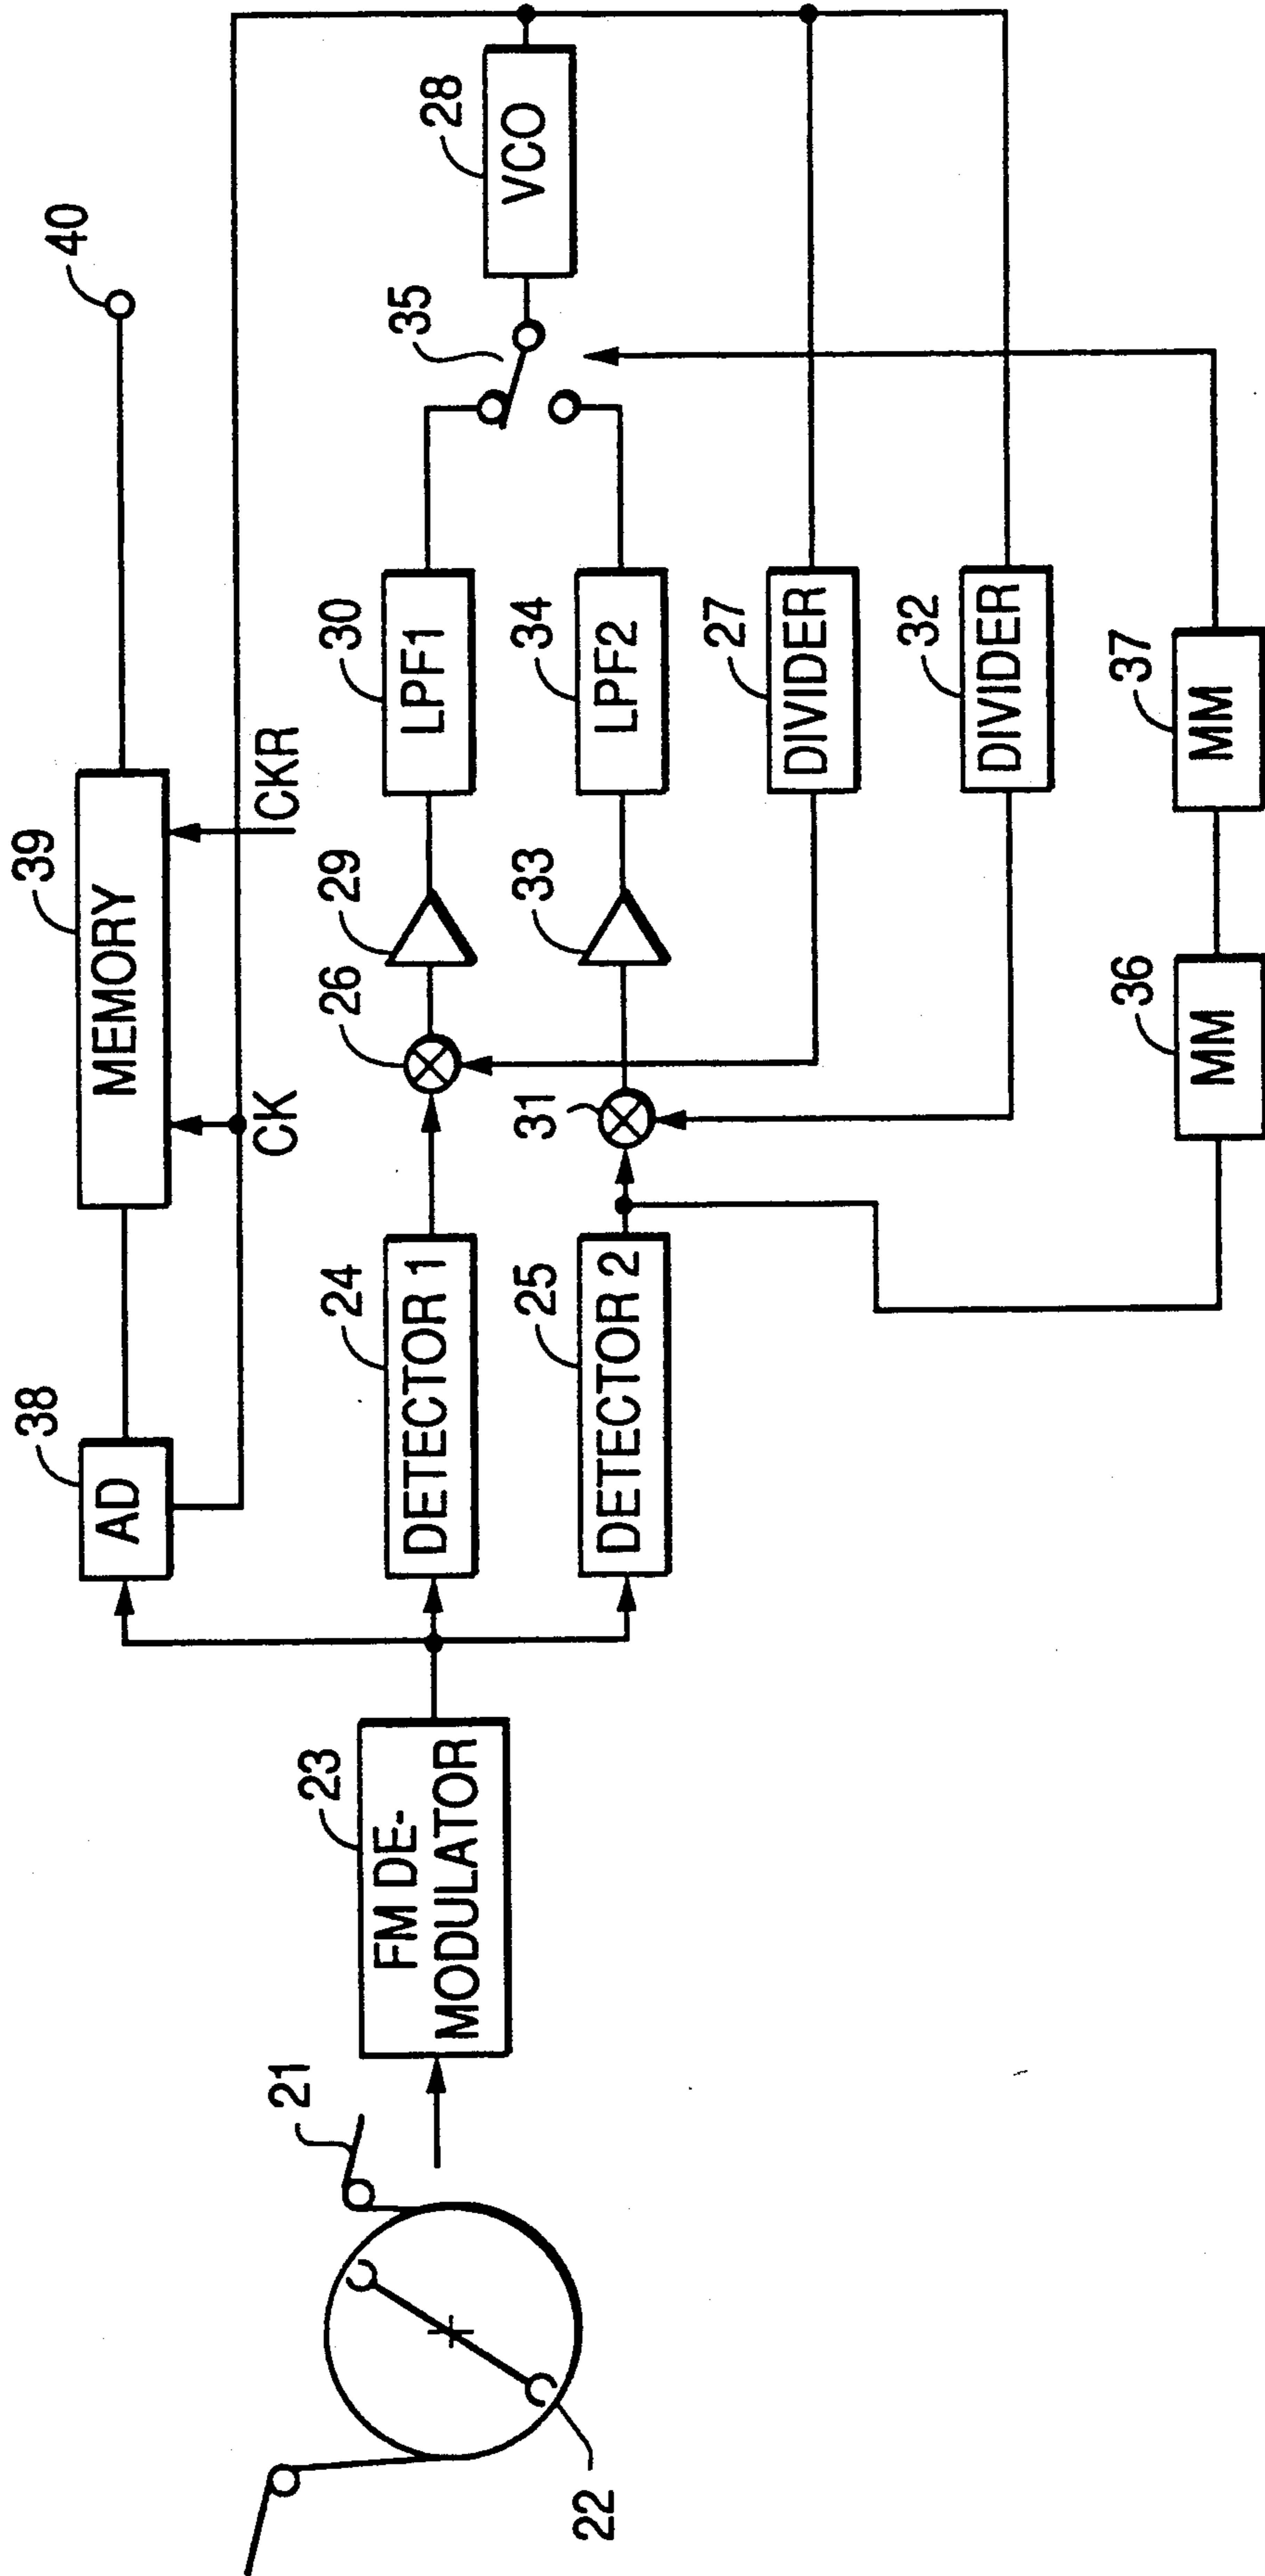 40
39
MEMORY
CK
CKR
38
AD
28
VCO
35
30
LPF1
29
26
24
DETECTOR 1
34
LPF2
33
31
25
DETECTOR 2
27
DIVIDER
32
DIVIDER
37
MM
36
MM
23
FM DE-
MODULATOR
21
22